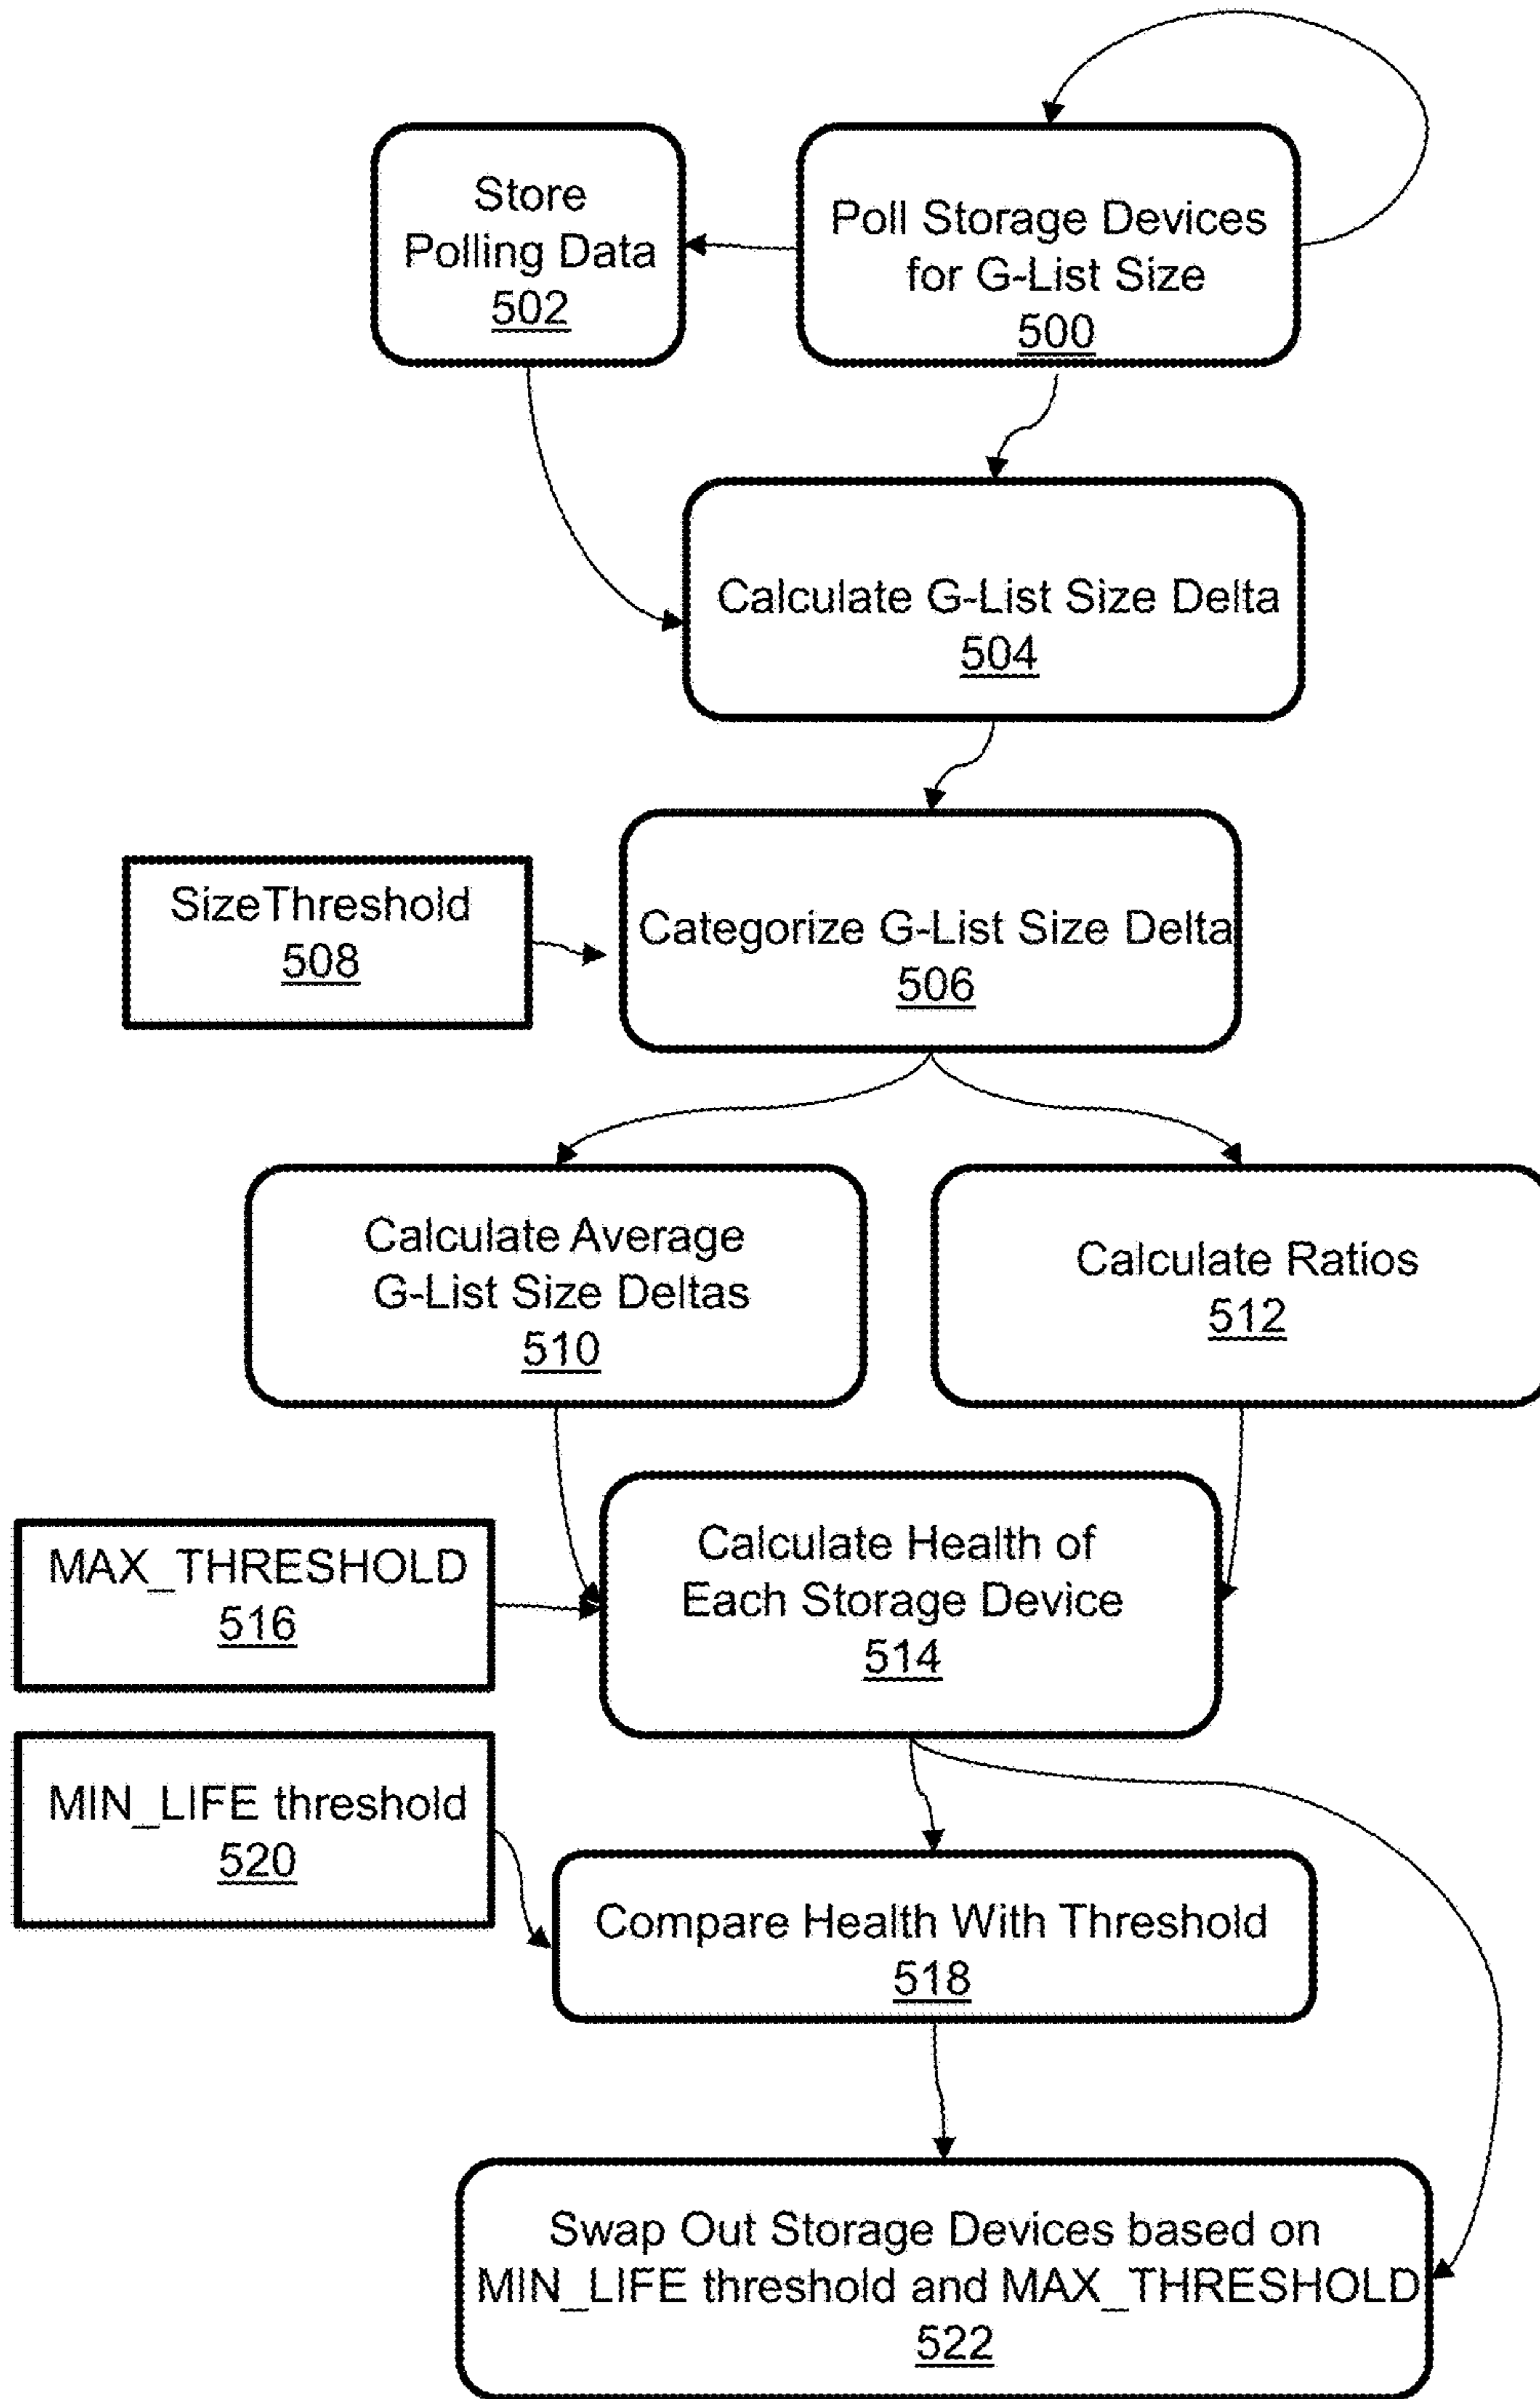 Store
Polling Data
502
Poll Storage Devices
for G-List Size
500
Calculate G-List Size Delta
504
SizeThreshold
508
Categorize G-List Size Delta
506
Calculate Average
G-List Size Deltas
510
Calculate Ratios
512
MAX_THRESHOLD
516
Calculate Health of
Each Storage Device
514
MIN_LIFE threshold
520
Compare Health With Threshold
518
Swap Out Storage Devices based on
MIN_LIFE threshold and MAX_THRESHOLD
522